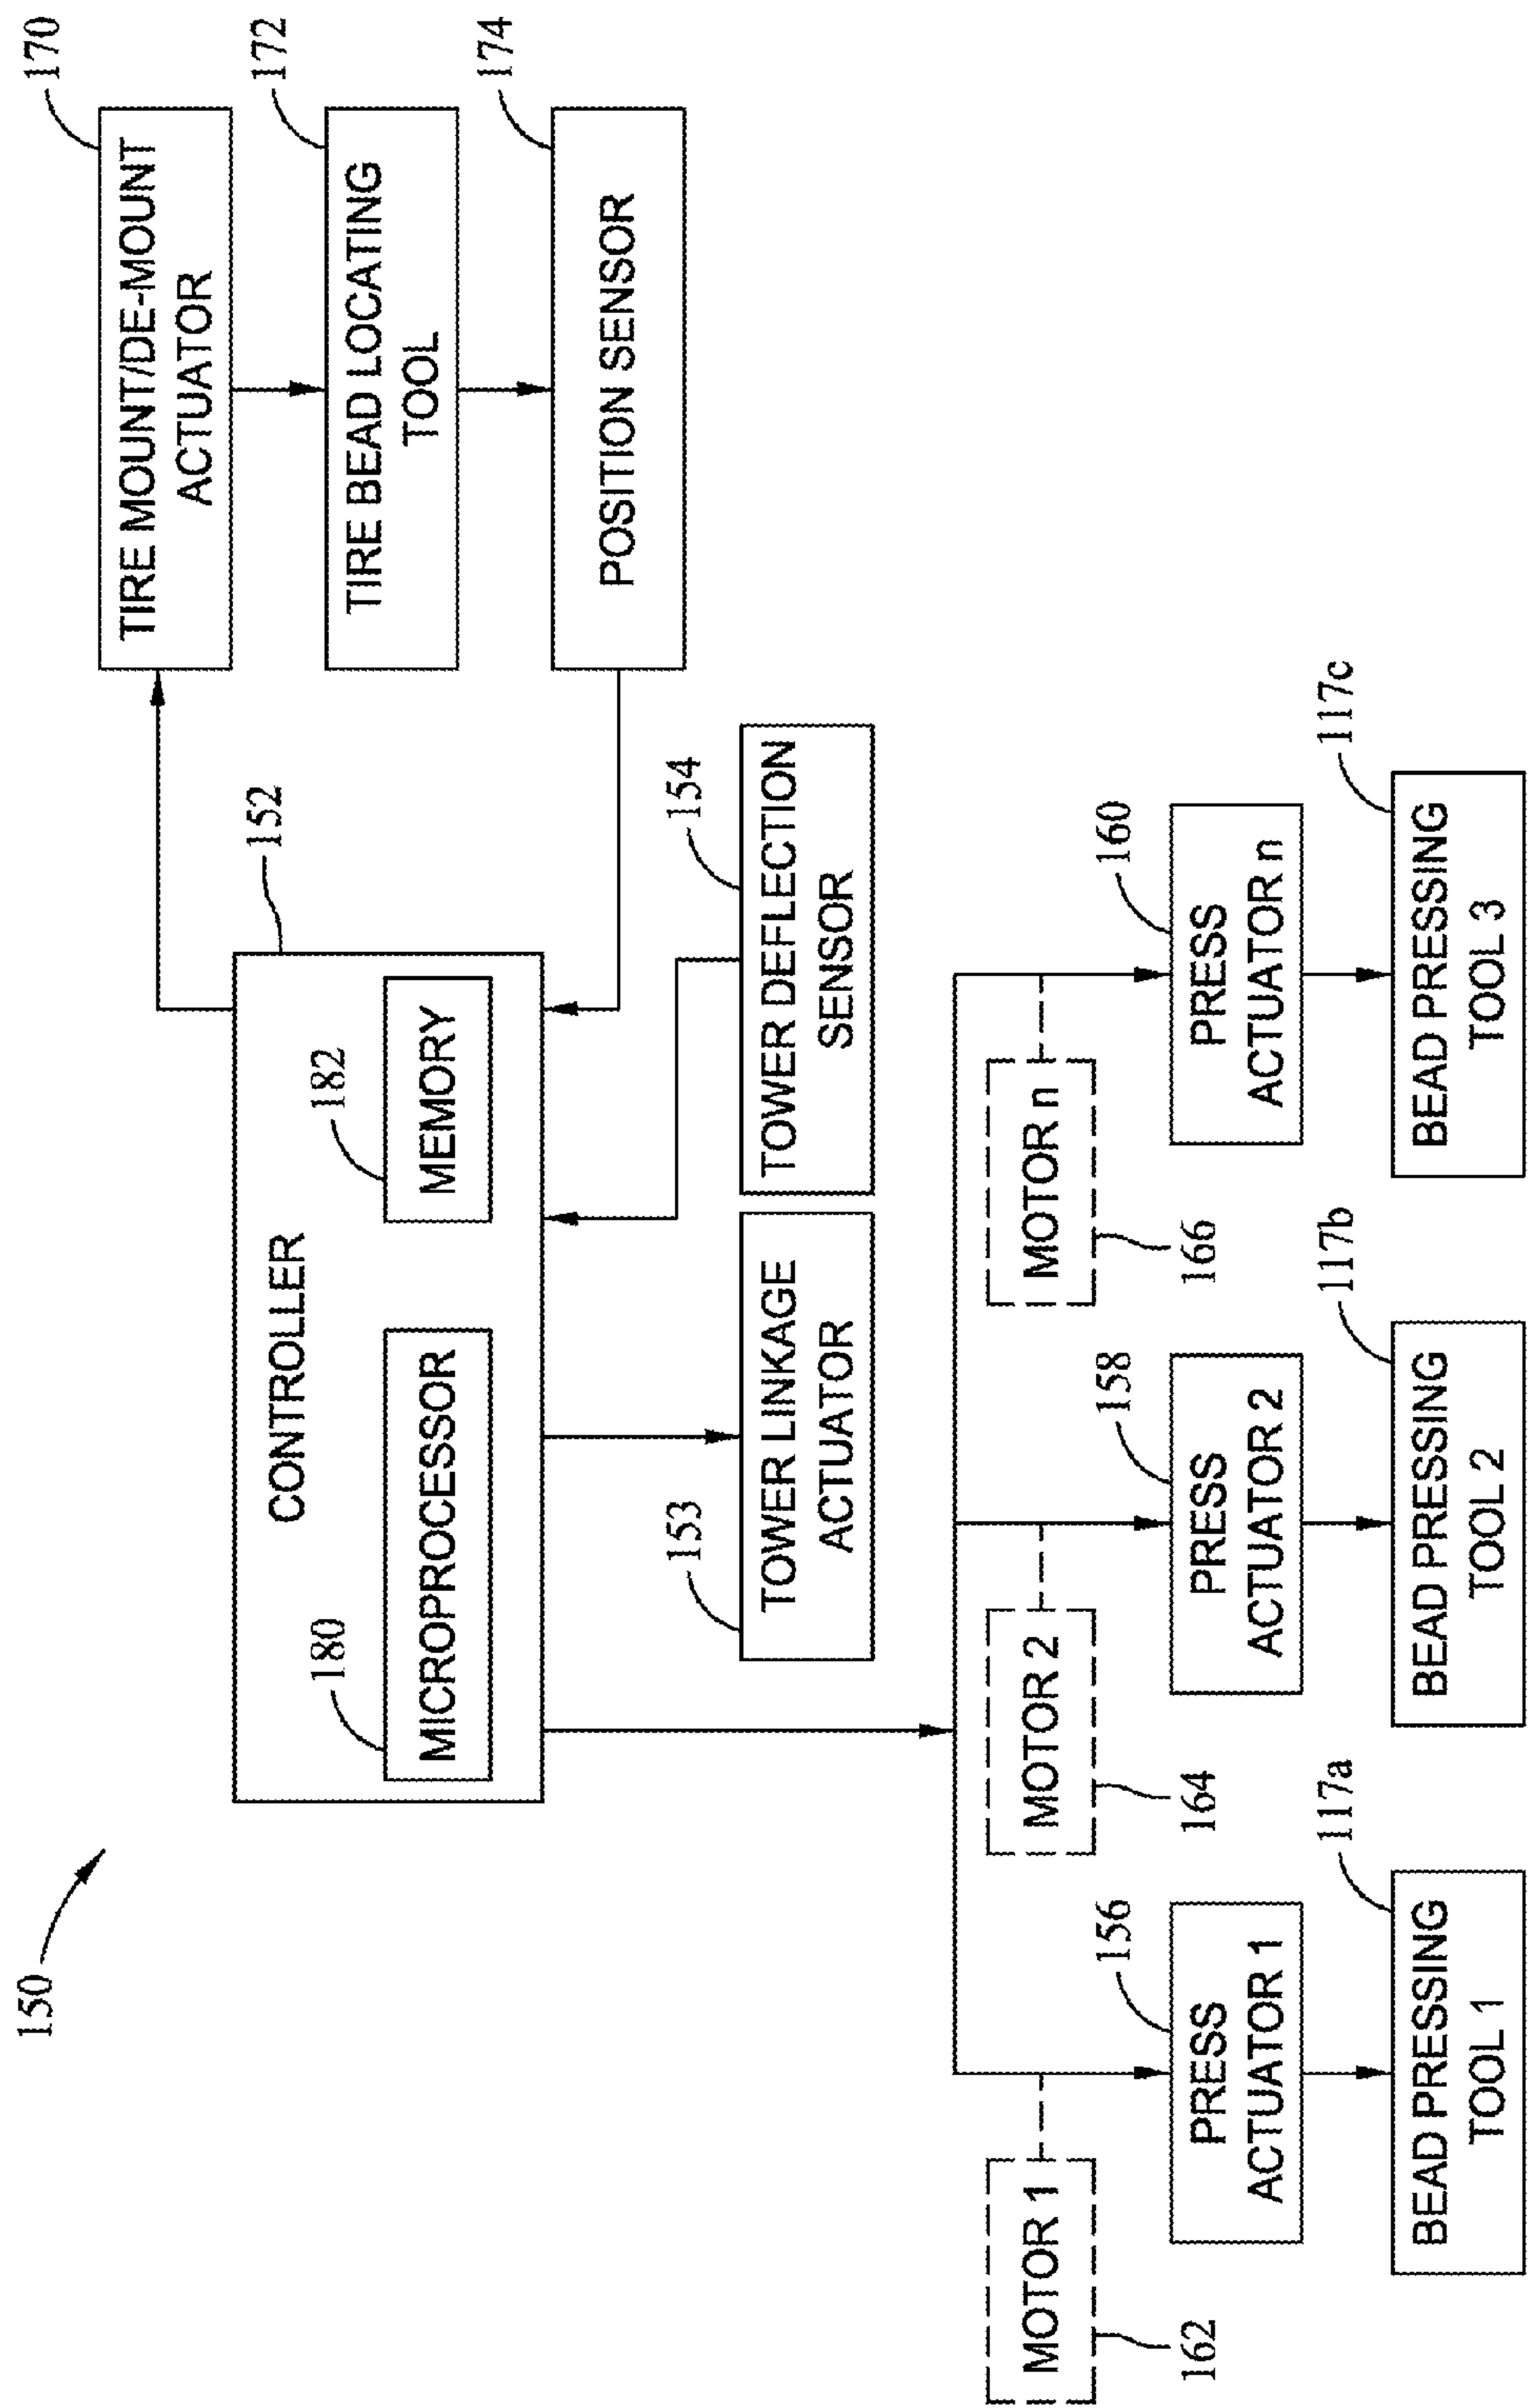 150
CONTROLLER
152
180
MICROPROCESSOR
182
MEMORY
170
TIRE MOUNT/DE-MOUNT
ACTUATOR
172
TIRE BEAD LOCATING
TOOL
174
POSITION SENSOR
153
TOWER LINKAGE
ACTUATOR
154
TOWER DEFLECTION
SENSOR
MOTOR 1
162
MOTOR 2
164
MOTOR n
166
156
PRESS
ACTUATOR 1
158
PRESS
ACTUATOR 2
160
PRESS
ACTUATOR n
117a
BEAD PRESSING
TOOL 1
117b
BEAD PRESSING
TOOL 2
117c
BEAD PRESSING
TOOL 3